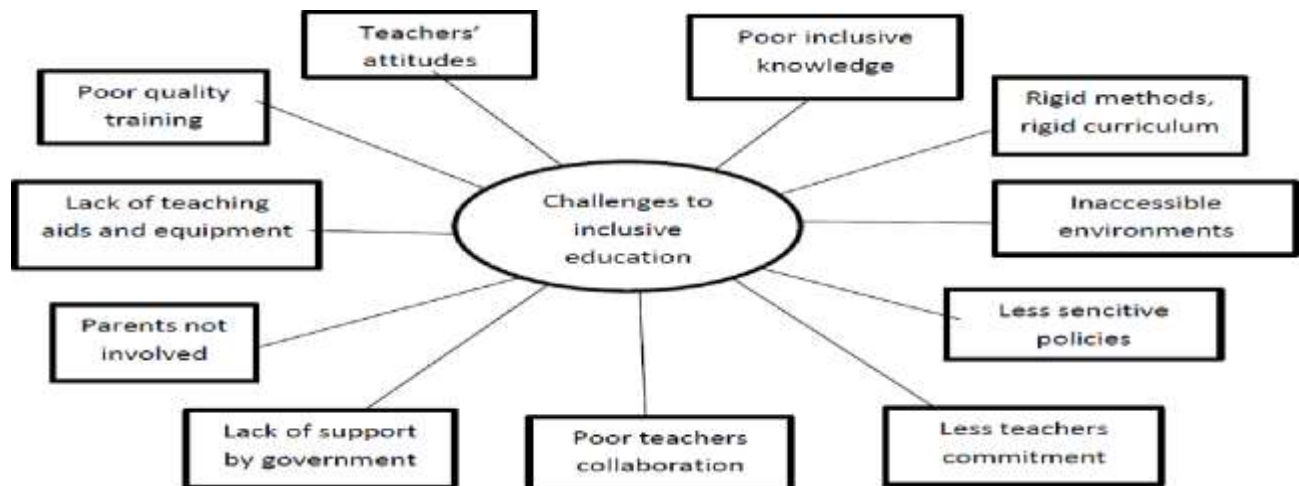 Teachers'
attitudes
Poor inclusive
knowledge
Poor quality
training
Rigid methods,
rigid curriculum
Lack of teaching
aids and equipment
Challenges to
inclusive
education
Inaccessible
environments
Parents not
involved
Less sencitive
policies
Lack of support
by government
Poor teachers
collaboration
Less teachers
commitment